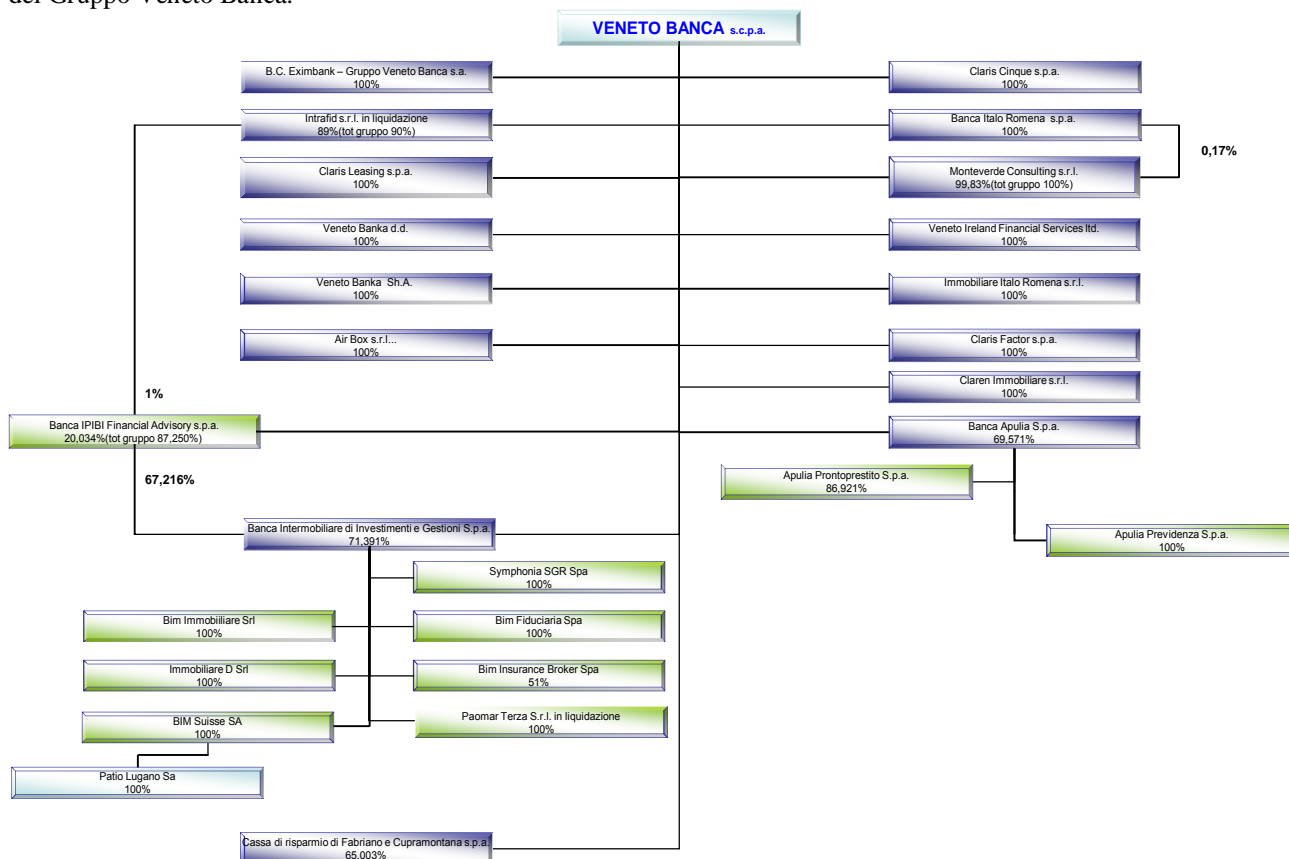 del Gruppo Veneto Banca.
VENETO BANCA s.c.p.a.
B.C. Eximbank – Gruppo Veneto Banca s.a.
100%
Claris Cinque s.p.a.
100%
Intrafid s.r.l. in liquidazione
89%(tot gruppo 90%)
Banca Italo Romena s.p.a.
100%
0,17%
Claris Leasing s.p.a.
100%
Monteverde Consulting s.r.l.
99,83%(tot gruppo 100%)
Veneto Banka d.d.
100%
Veneto Ireland Financial Services ltd.
100%
Veneto Banka Sh.A.
100%
Immobiliare Italo Romena s.r.l.
100%
Air Box s.r.l...
100%
Claris Factor s.p.a.
100%
Claren Immobiliare s.r.l.
100%
1%
Banca IPIBI Financial Advisory s.p.a.
20,034%(tot gruppo 87,250%)
Banca Apulia S.p.a.
69,571%
67,216%
Apulia Prontoprestito S.p.a.
86,921%
Banca Intermobiliare di Investimenti e Gestioni S.p.a.
71,391%
Apulia Previdenza S.p.a.
100%
Symphonia SGR Spa
100%
Bim Immobiiliare Srl
100%
Bim Fiduciaria Spa
100%
Immobiliare D Srl
100%
Bim Insurance Broker Spa
51%
BIM Suisse SA
100%
Paomar Terza S.r.l. in liquidazione
100%
Patio Lugano Sa
100%
Cassa di risparmio di Fabriano e Cupramontana s.p.a.
65,003%